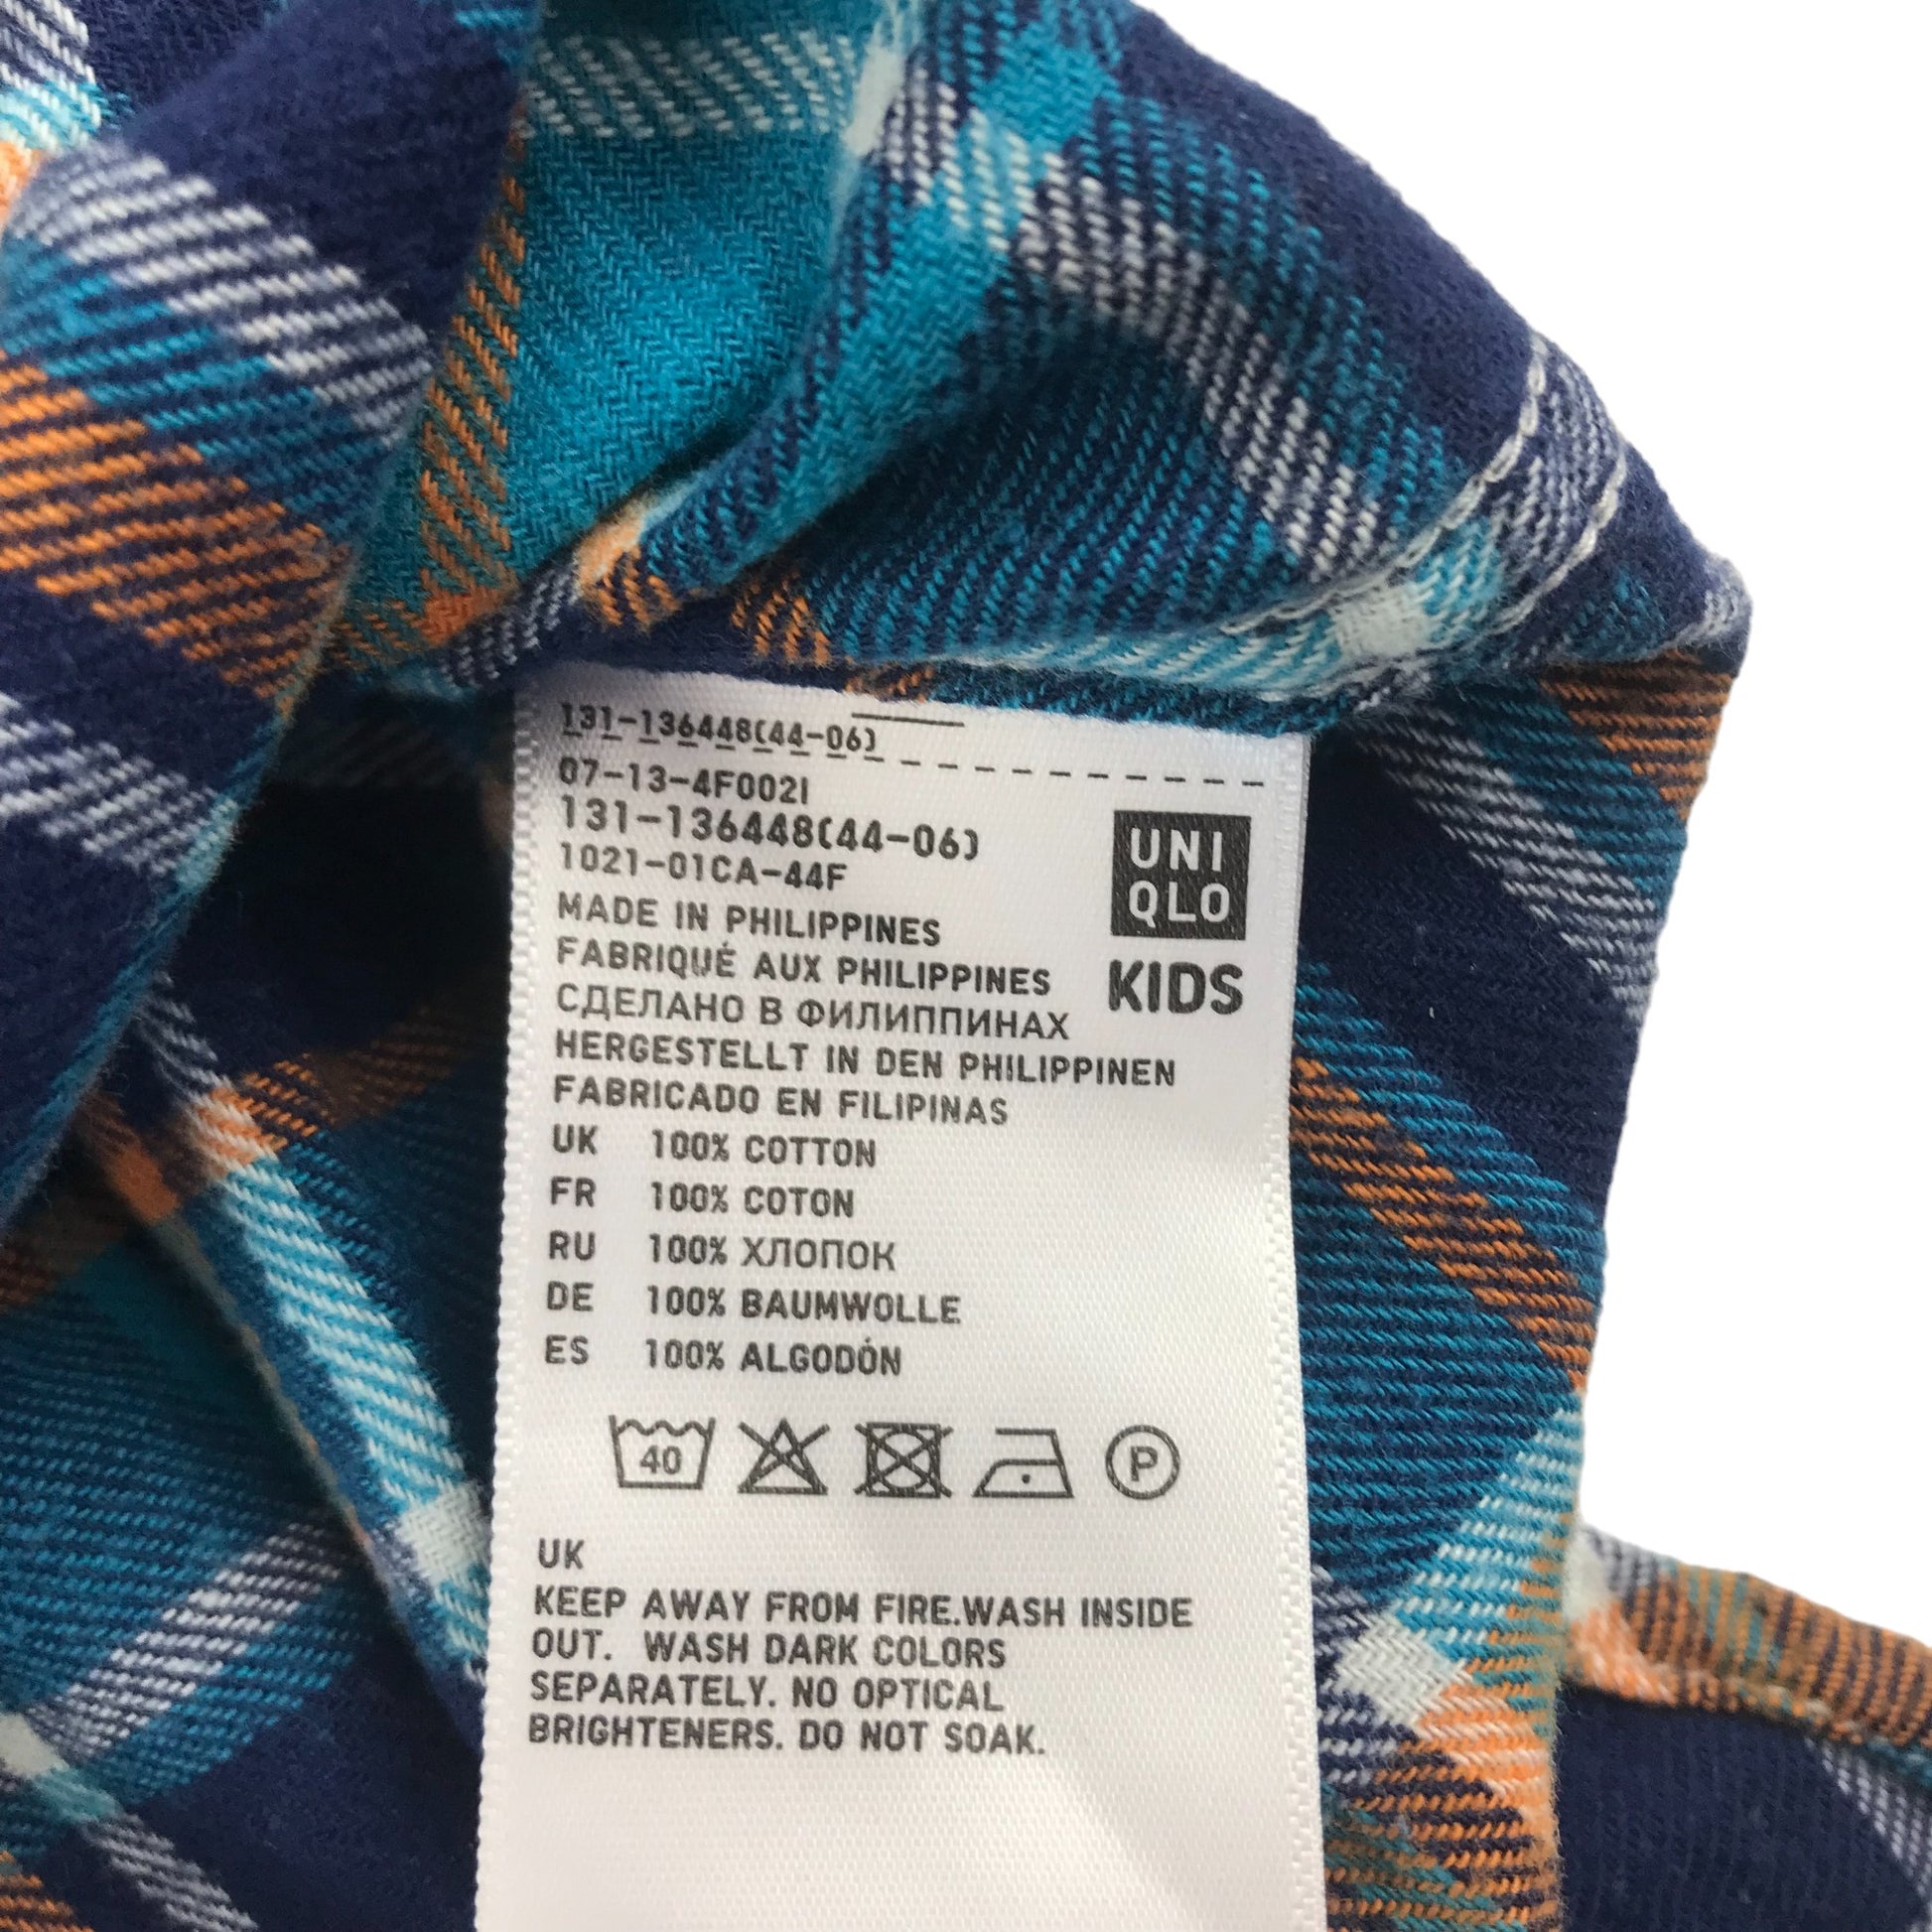 131-136448(44-06)
07-13-4F002I
131-136448(44-06)
1021-01CA-44F
UNI
QLO
KIDS
MADE IN PHILIPPINES
FABRIQUÉ AUX PHILIPPINES
СДЕЛАНО В ФИЛИППИНАХ
HERGESTELLT IN DEN PHILIPPINEN
FABRICADO EN FILIPINAS
UK 100% COTTON
FR 100% COTON
RU 100% ХЛОПОК
DE 100% BAUMWOLLE
ES 100% ALGODÓN
40 P
UK
KEEP AWAY FROM FIRE.WASH INSIDE
OUT. WASH DARK COLORS
SEPARATELY. NO OPTICAL
BRIGHTENERS. DO NOT SOAK.